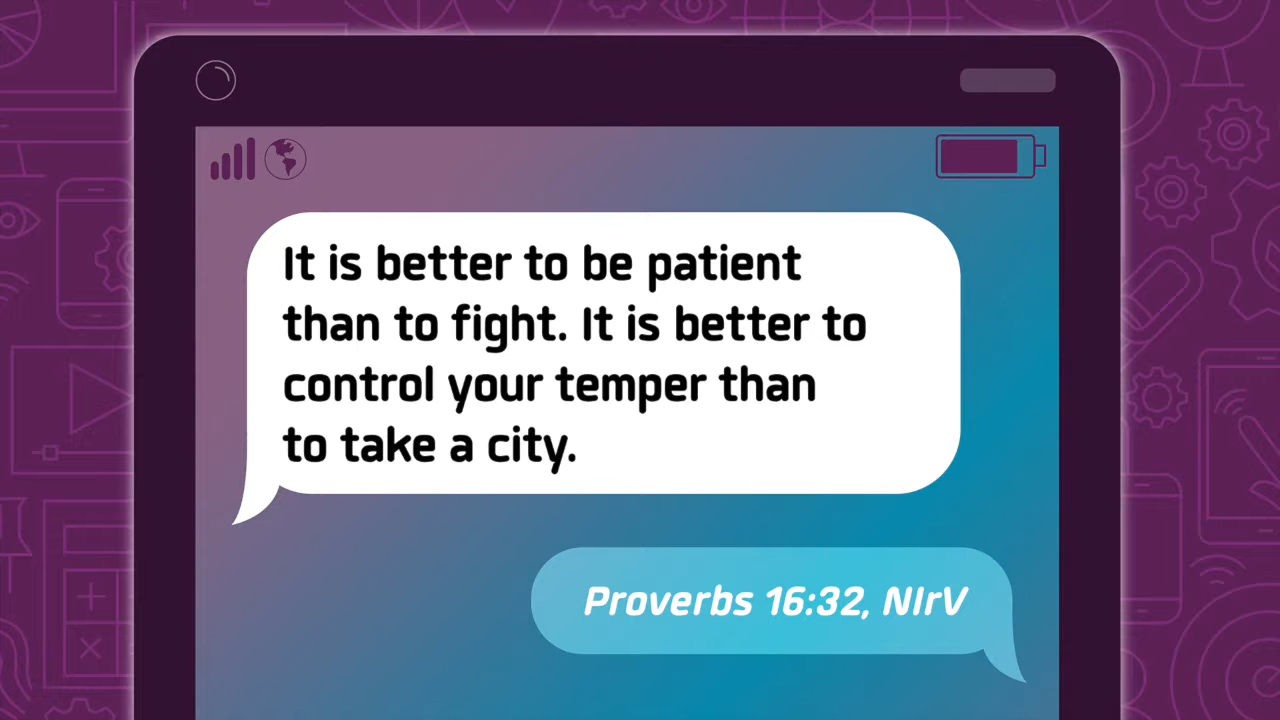 It is better to be patient
than to fight. It is better to
control your temper than
to take a city.
Proverbs 16:32, NIrV